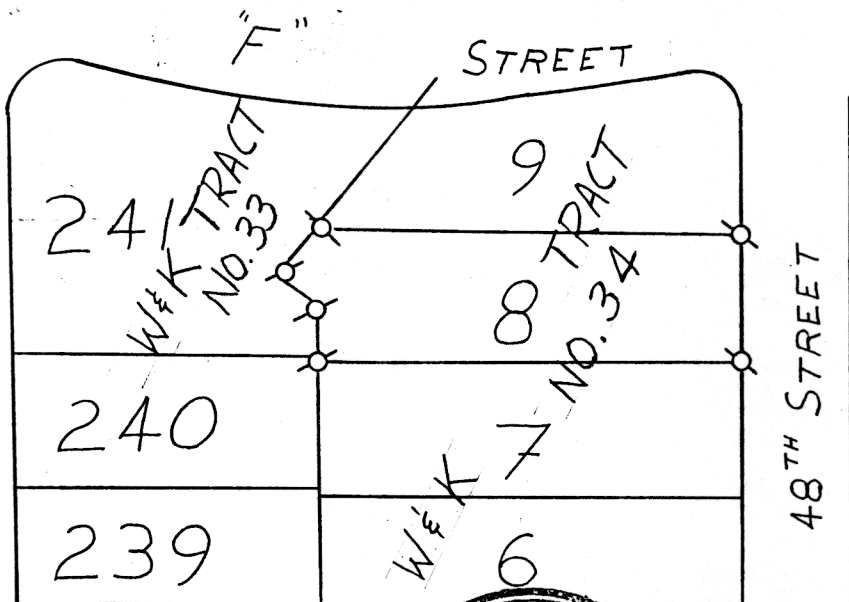 "F"
STREET
9
241
W & K TRACT
NO. 33
8
W & K TRACT
NO. 34
48TH STREET
240
7
239
6